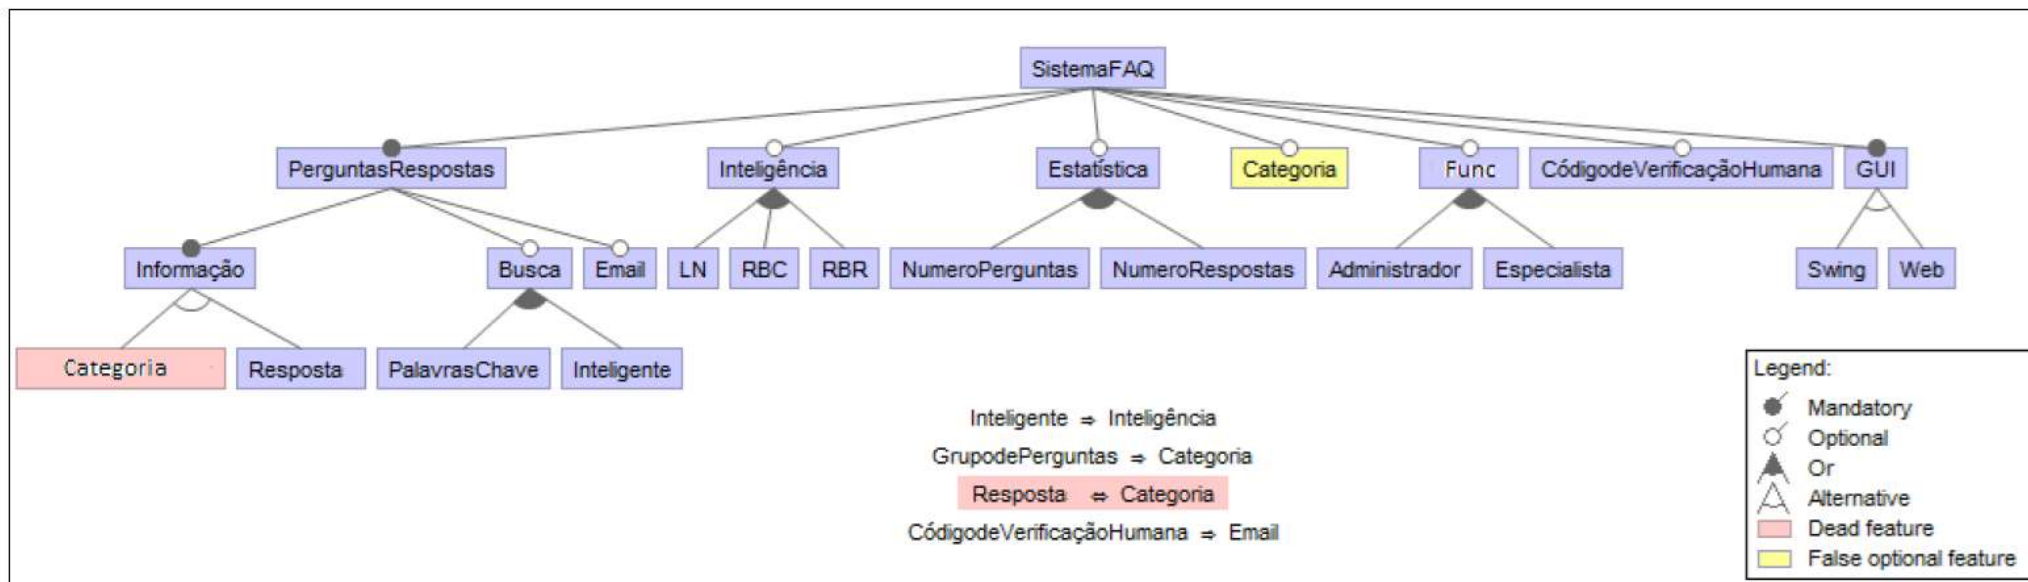 SistemaFAQ
PerguntasRespostas Inteligência Estatística Categoria Func CódigodeVerificaçãoHumana GUI
Informação Busca Email LN RBC RBR NumeroPerguntas NumeroRespostas Administrador Especialista Swing Web
Categoria Resposta PalavrasChave Inteligente
Inteligente ⇒ Inteligência
GrupodePerguntas ⇒ Categoria
Resposta ⇔ Categoria
CódigodeVerificaçãoHumana ⇒ Email
Legend:
Mandatory
Optional
Or
Alternative
Dead feature
False optional feature